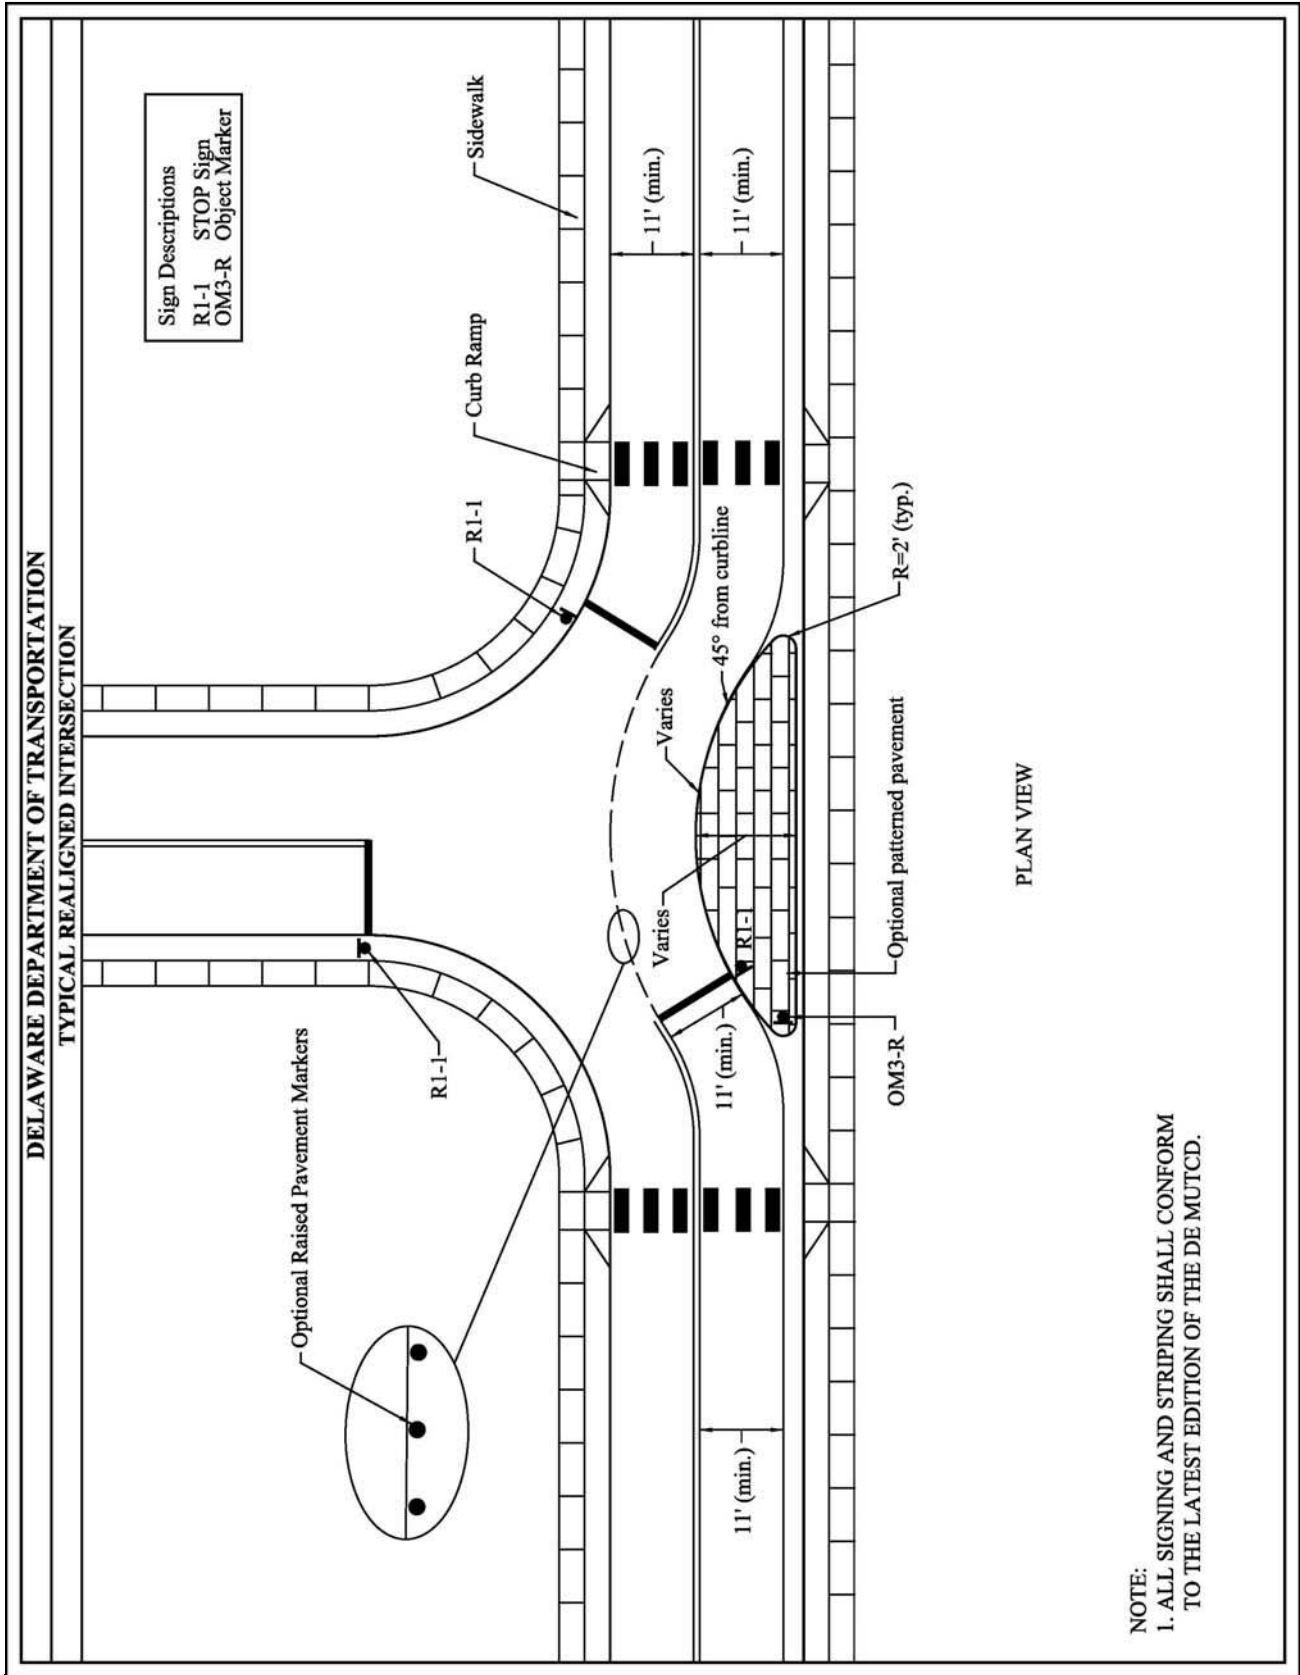 DELAWARE DEPARTMENT OF TRANSPORTATION
TYPICAL REALIGNED INTERSECTION
Sign Descriptions
R1-1 STOP Sign
OM3-R Object Marker
Optional Raised Pavement Markers
R1-1
R1-1
Curb Ramp
Sidewalk
11' (min.)
11' (min.)
11' (min.)
11' (min.)
Varies
R1-1
Varies
45° from curbline
R=2' (typ.)
OM3-R
Optional patterned pavement
PLAN VIEW
NOTE:
1. ALL SIGNING AND STRIPING SHALL CONFORM
TO THE LATEST EDITION OF THE DE MUTCD.